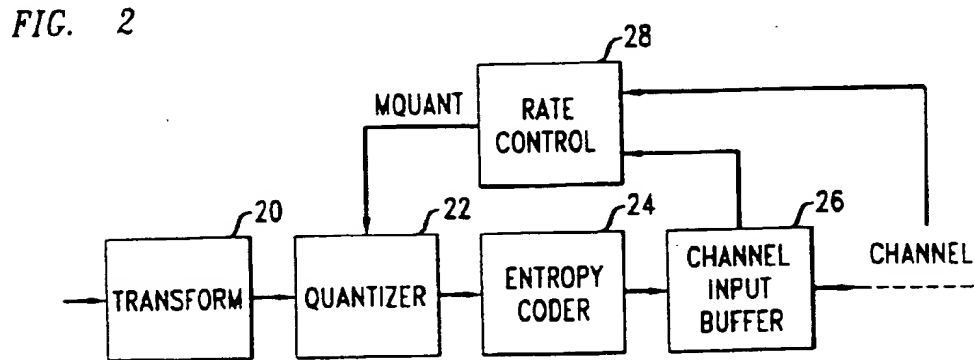 FIG. 2
28
MQUANT
RATE
CONTROL
20
22
24
26
TRANSFORM
QUANTIZER
ENTROPY
CODER
CHANNEL
INPUT
BUFFER
CHANNEL